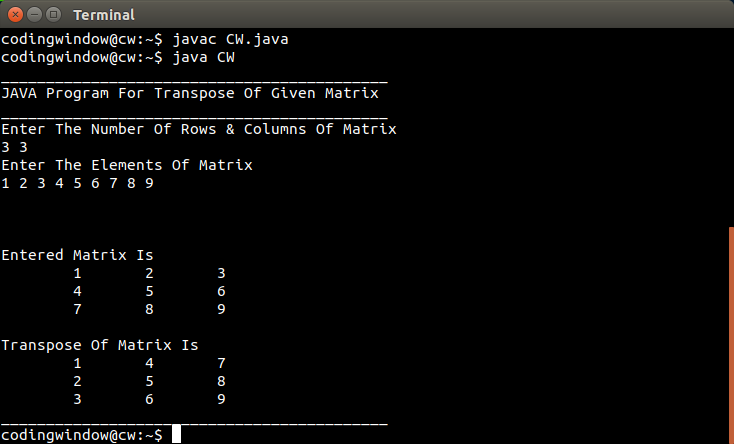 Terminal
codingwindow@cw:~$ javac CW.java
codingwindow@cw:~$ java CW
___________________________________________
JAVA Program For Transpose Of Given Matrix
___________________________________________
Enter The Number Of Rows & Columns Of Matrix
3 3
Enter The Elements Of Matrix
1 2 3 4 5 6 7 8 9
Entered Matrix Is
1 2 3
4 5 6
7 8 9
Transpose Of Matrix Is
1 4 7
2 5 8
3 6 9
___________________________________________
codingwindow@cw:~$